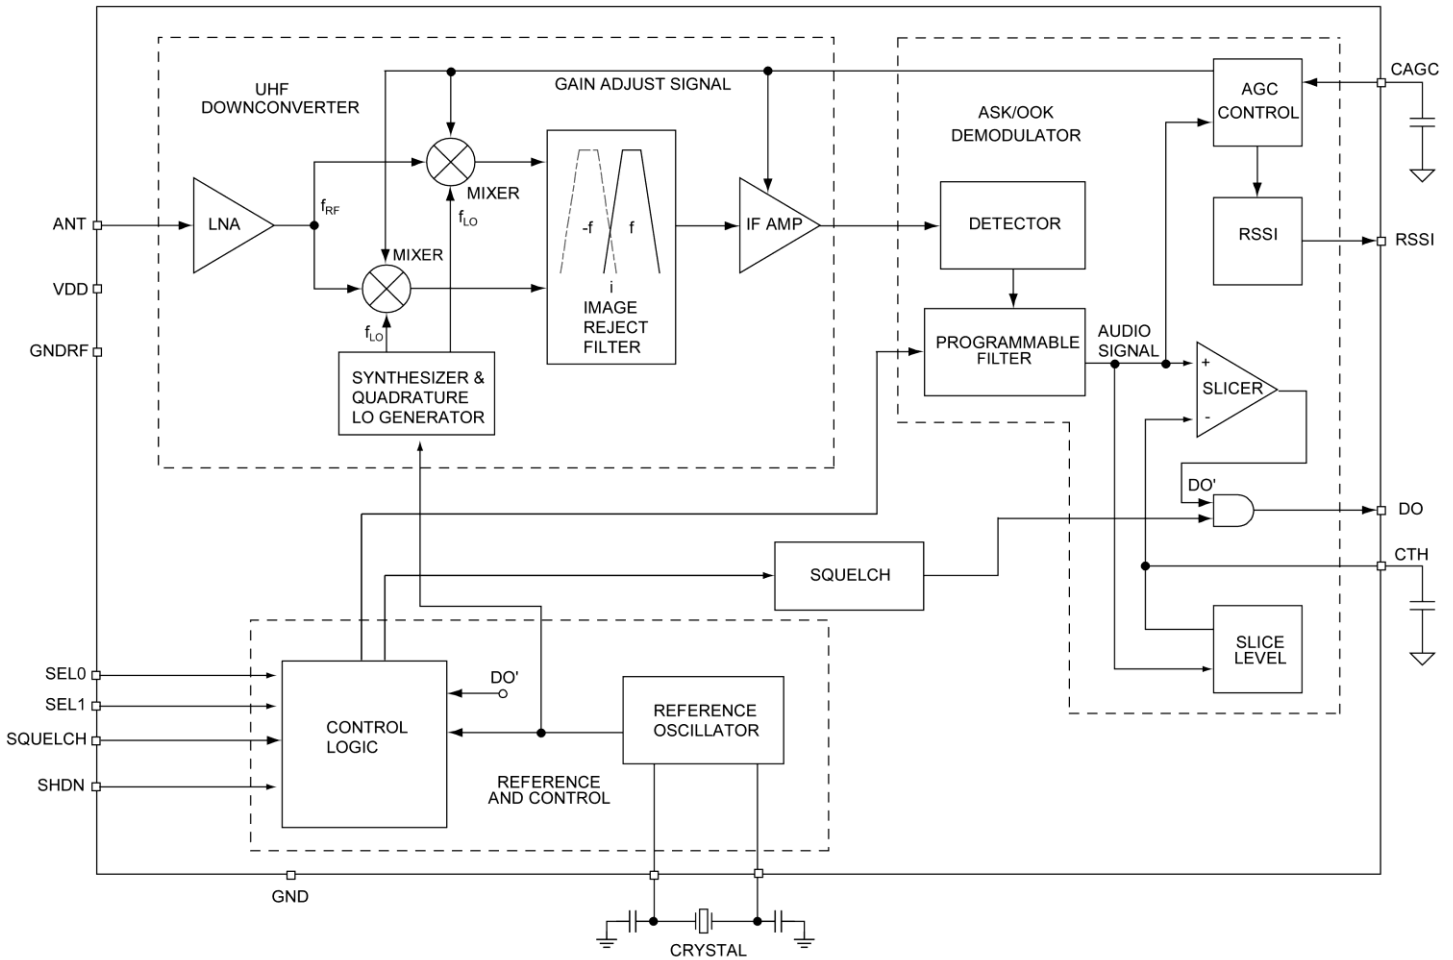 CAGC
AGC
CONTROL
GAIN ADJUST SIGNAL
UHF
DOWNCONVERTER
ASK/OOK
DEMODULATOR
MIXER
fRF
fLO
ANT
LNA
-f
f
IF AMP
DETECTOR
RSSI
RSSI
MIXER
VDD
i
IMAGE
REJECT
FILTER
fLO
GNDRF
AUDIO
SIGNAL
PROGRAMMABLE
FILTER
+
SLICER
-
SYNTHESIZER &
QUADRATURE
LO GENERATOR
DO'
DO
CTH
SQUELCH
SLICE
LEVEL
SEL0
SEL1
SQUELCH
SHDN
DO'
CONTROL
LOGIC
REFERENCE
OSCILLATOR
REFERENCE
AND CONTROL
GND
CRYSTAL